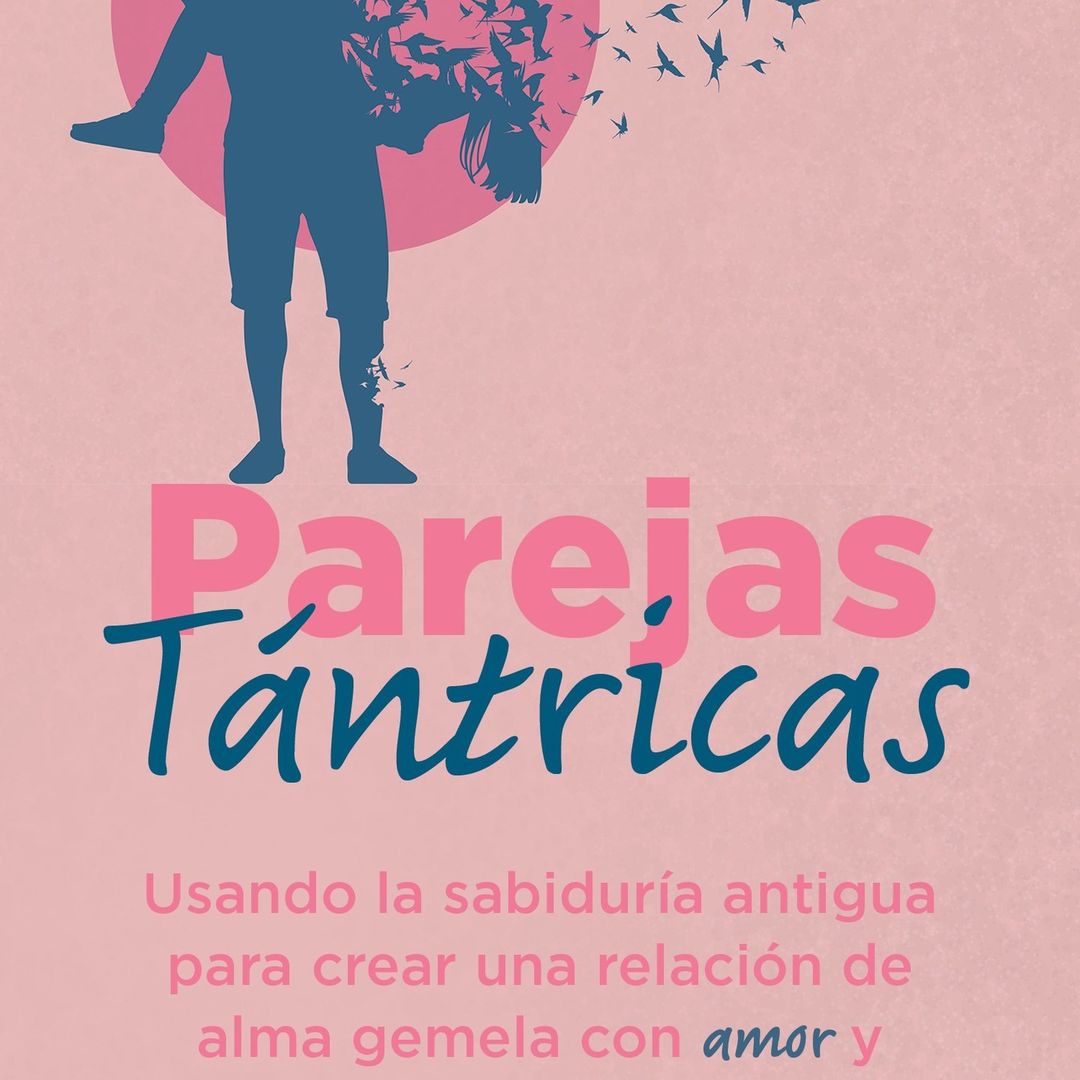 Parejas
Tántricas
Usando la sabiduría antigua
para crear una relación de
alma gemela con amor y